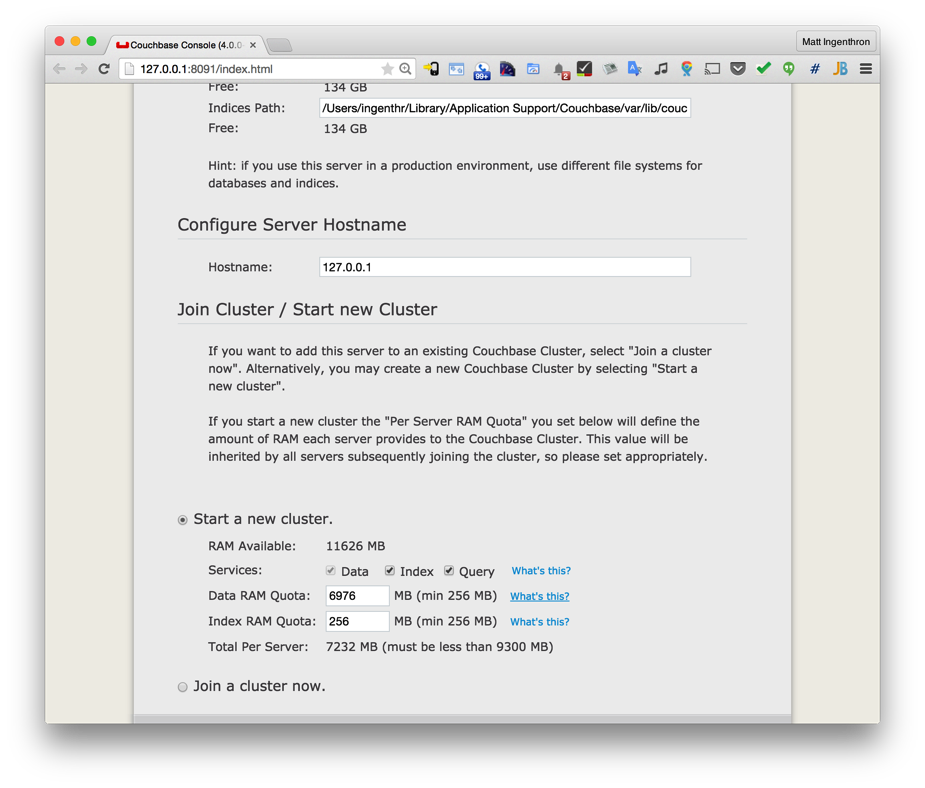 Couchbase Console (4.0.0
Matt Ingenthron
127.0.0.1:8091/index.html
99+
2
#
JB
Free: 134 GB
Indices Path: /Users/ingenthr/Library/Application Support/Couchbase/var/lib/couc
Free: 134 GB
Hint: if you use this server in a production environment, use different file systems for
databases and indices.
Configure Server Hostname
Hostname: 127.0.0.1
Join Cluster / Start new Cluster
If you want to add this server to an existing Couchbase Cluster, select "Join a cluster
now". Alternatively, you may create a new Couchbase Cluster by selecting "Start a
new cluster".
If you start a new cluster the "Per Server RAM Quota" you set below will define the
amount of RAM each server provides to the Couchbase Cluster. This value will be
inherited by all servers subsequently joining the cluster, so please set appropriately.
Start a new cluster.
RAM Available: 11626 MB
Services: Data Index Query What's this?
Data RAM Quota: 6976 MB (min 256 MB) What's this?
Index RAM Quota: 256 MB (min 256 MB) What's this?
Total Per Server: 7232 MB (must be less than 9300 MB)
Join a cluster now.